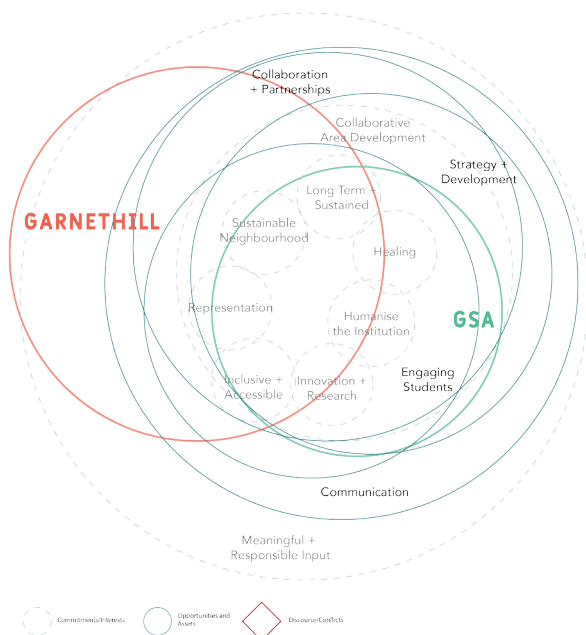 Collaboration
+ Partnerships
Collaborative
Area Development
Strategy +
Development
Long Term +
Sustained
GARNETHILL
Sustainable
Neighbourhood
Healing
Representation
Humanise
the Institution
GSA
Engaging
Students
Inclusive +
Accessible
Innovation +
Research
Communication
Meaningful +
Responsible Input
Commitments/Interests
Opportunities and
Assets
Discourse/Conflicts